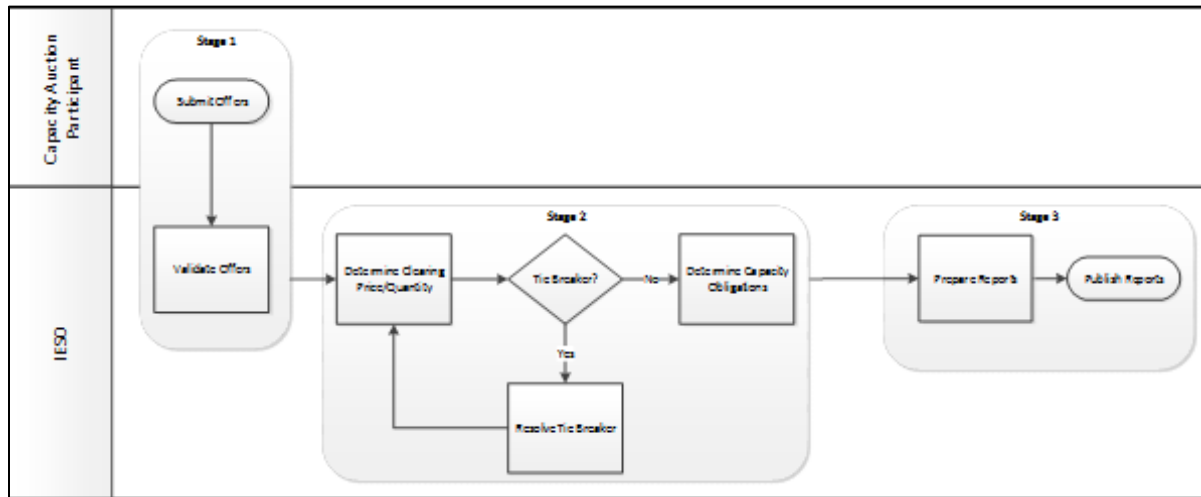 Capacity Auction
Participant
Stage 1
Submit Offers
Validate Offers
IESO
Stage 2
Determine Clearing
Price/Quantity
Tie Breaker?
No
Determine Capacity
Obligations
Yes
Resolve Tie Breaker
Stage 3
Prepare Reports
Publish Reports